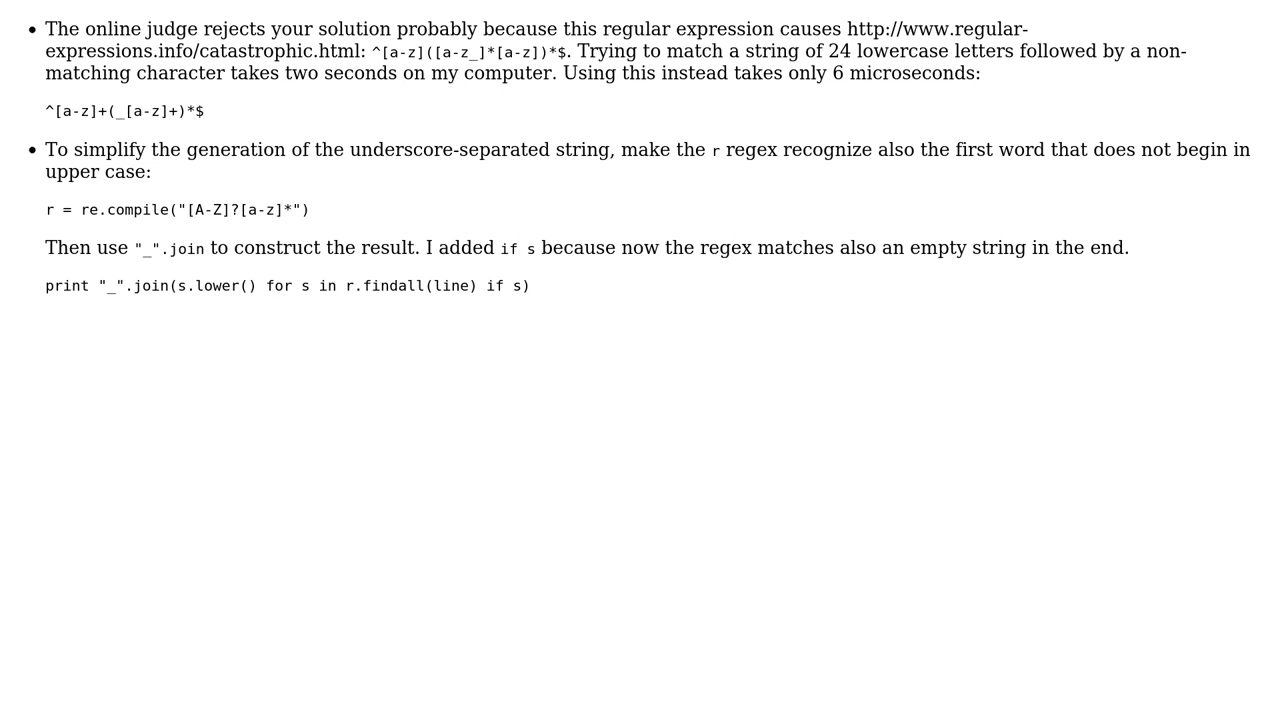 • The online judge rejects your solution probably because this regular expression causes http://www.regular-
expressions.info/catastrophic.html: ^[a-z]([a-z_]*[a-z])*$. Trying to match a string of 24 lowercase letters followed by a non-
matching character takes two seconds on my computer. Using this instead takes only 6 microseconds:
^[a-z]+(_[a-z]+)*$
• To simplify the generation of the underscore-separated string, make the r regex recognize also the first word that does not begin in
upper case:
r = re.compile("[A-Z]?[a-z]*")
Then use "_".join to construct the result. I added if s because now the regex matches also an empty string in the end.
print "_".join(s.lower() for s in r.findall(line) if s)